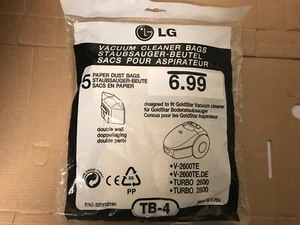 LG
VACUUM CLEANER BAGS
STAUBSAUGER-BEUTEL
SACS POUR ASPIRATEUR
5 PAPER DUST BAGS
STAUBSAUGER-BEUTE
SACS EN PAPIER
6.99
designed to fit GoldStar Vacuum cleaner
für GoldStar Bodenstaubsauger
Concus pour les GoldStar Aspirateur
double wall
doppellaging
double parti
PP
•V-2600TE
•V-2600TE.DE
•TURBO 2600
•TURBO 2800
TB-4